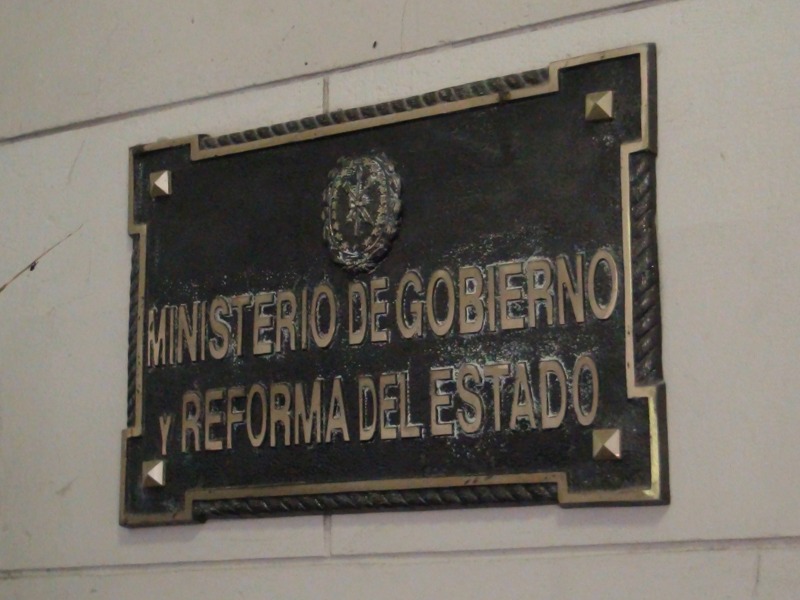 MINISTERIO DE GOBIERNO
Y REFORMA DEL ESTADO